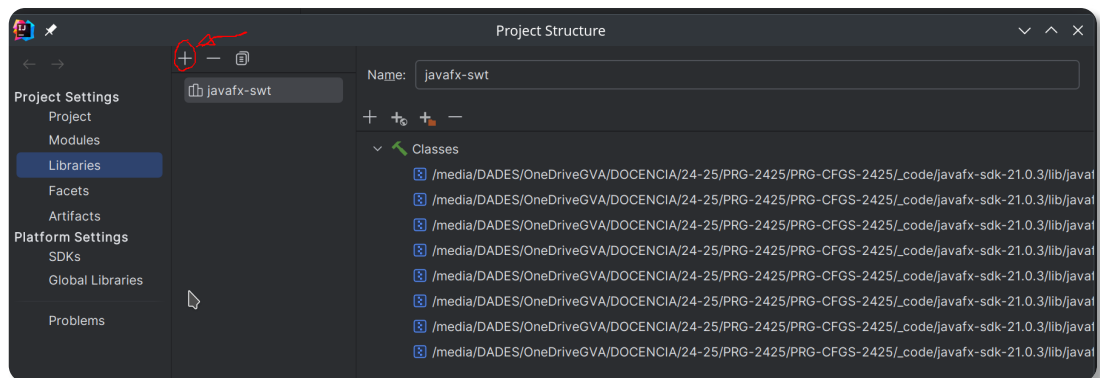 Project Structure
Project Settings
Project
Modules
Libraries
Facets
Artifacts
Platform Settings
SDKs
Global Libraries
Problems
javafx-swt
Name: javafx-swt
Classes
/media/DADES/OneDriveGVA/DOCENCIA/24-25/PRG-2425/PRG-CFGS-2425/_code/javafx-sdk-21.0.3/lib/javaf
/media/DADES/OneDriveGVA/DOCENCIA/24-25/PRG-2425/PRG-CFGS-2425/_code/javafx-sdk-21.0.3/lib/javaf
/media/DADES/OneDriveGVA/DOCENCIA/24-25/PRG-2425/PRG-CFGS-2425/_code/javafx-sdk-21.0.3/lib/javaf
/media/DADES/OneDriveGVA/DOCENCIA/24-25/PRG-2425/PRG-CFGS-2425/_code/javafx-sdk-21.0.3/lib/javaf
/media/DADES/OneDriveGVA/DOCENCIA/24-25/PRG-2425/PRG-CFGS-2425/_code/javafx-sdk-21.0.3/lib/javaf
/media/DADES/OneDriveGVA/DOCENCIA/24-25/PRG-2425/PRG-CFGS-2425/_code/javafx-sdk-21.0.3/lib/javaf
/media/DADES/OneDriveGVA/DOCENCIA/24-25/PRG-2425/PRG-CFGS-2425/_code/javafx-sdk-21.0.3/lib/javaf
/media/DADES/OneDriveGVA/DOCENCIA/24-25/PRG-2425/PRG-CFGS-2425/_code/javafx-sdk-21.0.3/lib/javaf